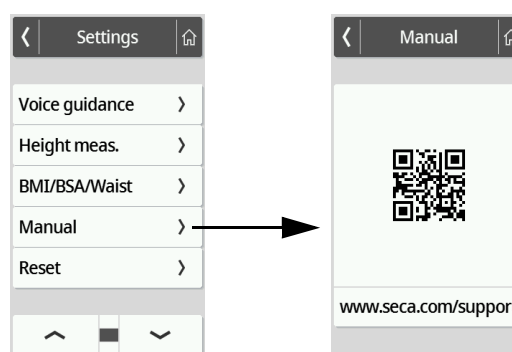 Settings
Voice guidance
Height meas.
BMI/BSA/Waist
Manual
Reset
Manual
www.seca.com/suppor